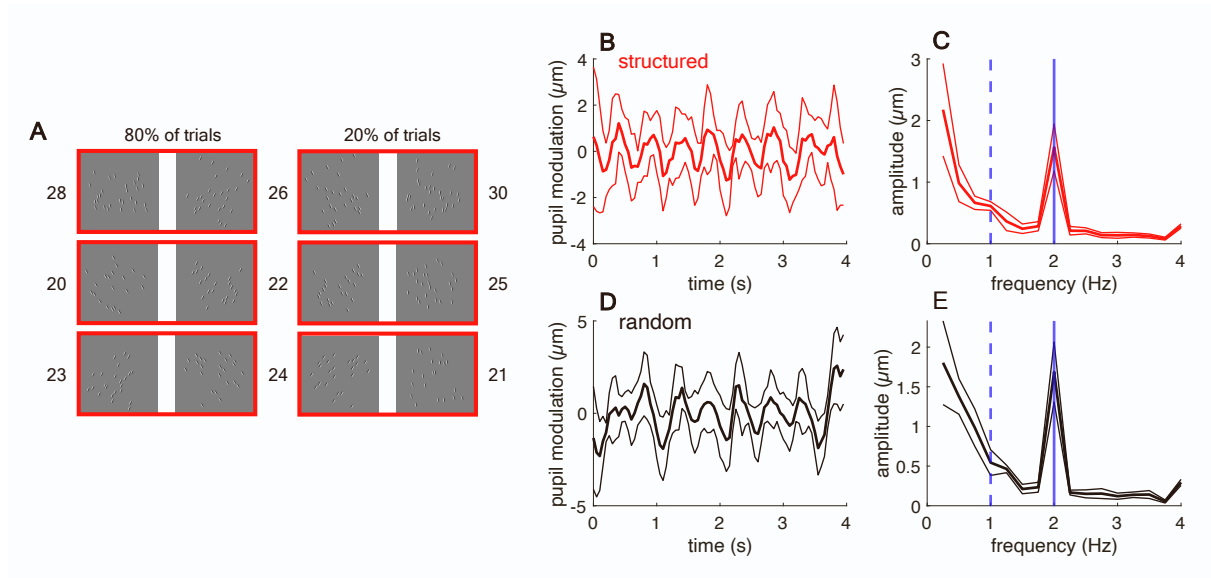 A
80% of trials
20% of trials
28
26
30
20
22
25
23
24
21
B
structured
pupil modulation (µm)
4
2
0
-2
-4
0
1
2
3
4
time (s)
C
amplitude (µm)
3
2
1
0
0
1
2
3
4
frequency (Hz)
D
random
pupil modulation (µm)
5
0
-5
0
1
2
3
4
time (s)
E
amplitude (µm)
2
1.5
1
0.5
0
0
1
2
3
4
frequency (Hz)